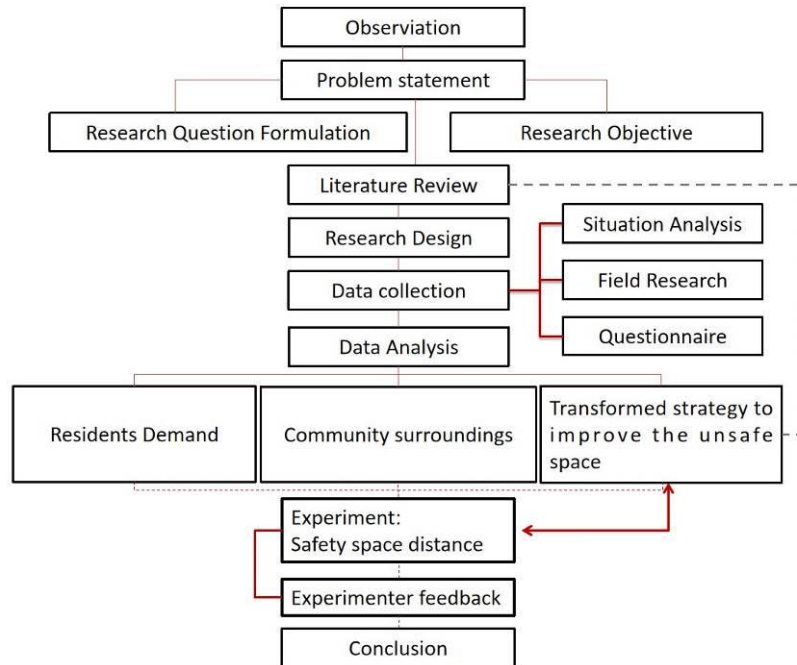 Observiation
Problem statement
Research Question Formulation
Research Objective
Literature Review
Research Design
Situation Analysis
Data collection
Field Research
Questionnaire
Data Analysis
Residents Demand
Community surroundings
Transformed strategy to
improve the unsafe
space
Experiment:
Safety space distance
Experimenter feedback
Conclusion